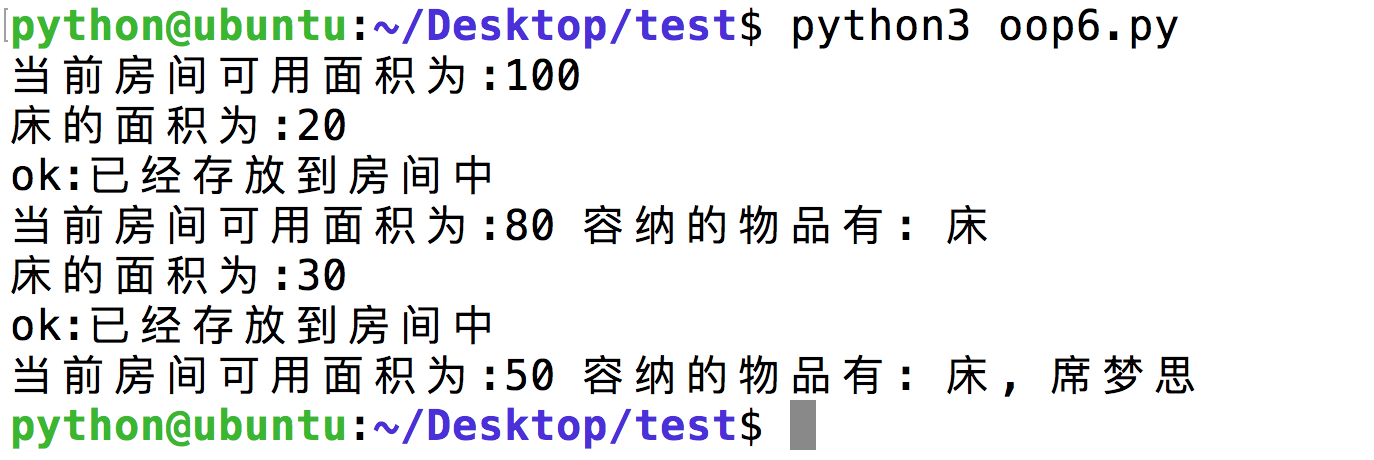 python@ubuntu:~/Desktop/test$ python3 oop6.py
当前房间可用面积为:100
床的面积为:20
ok:已经存放到房间中
当前房间可用面积为:80 容纳的物品有: 床
床的面积为:30
ok:已经存放到房间中
当前房间可用面积为:50 容纳的物品有: 床, 席梦思
python@ubuntu:~/Desktop/test$